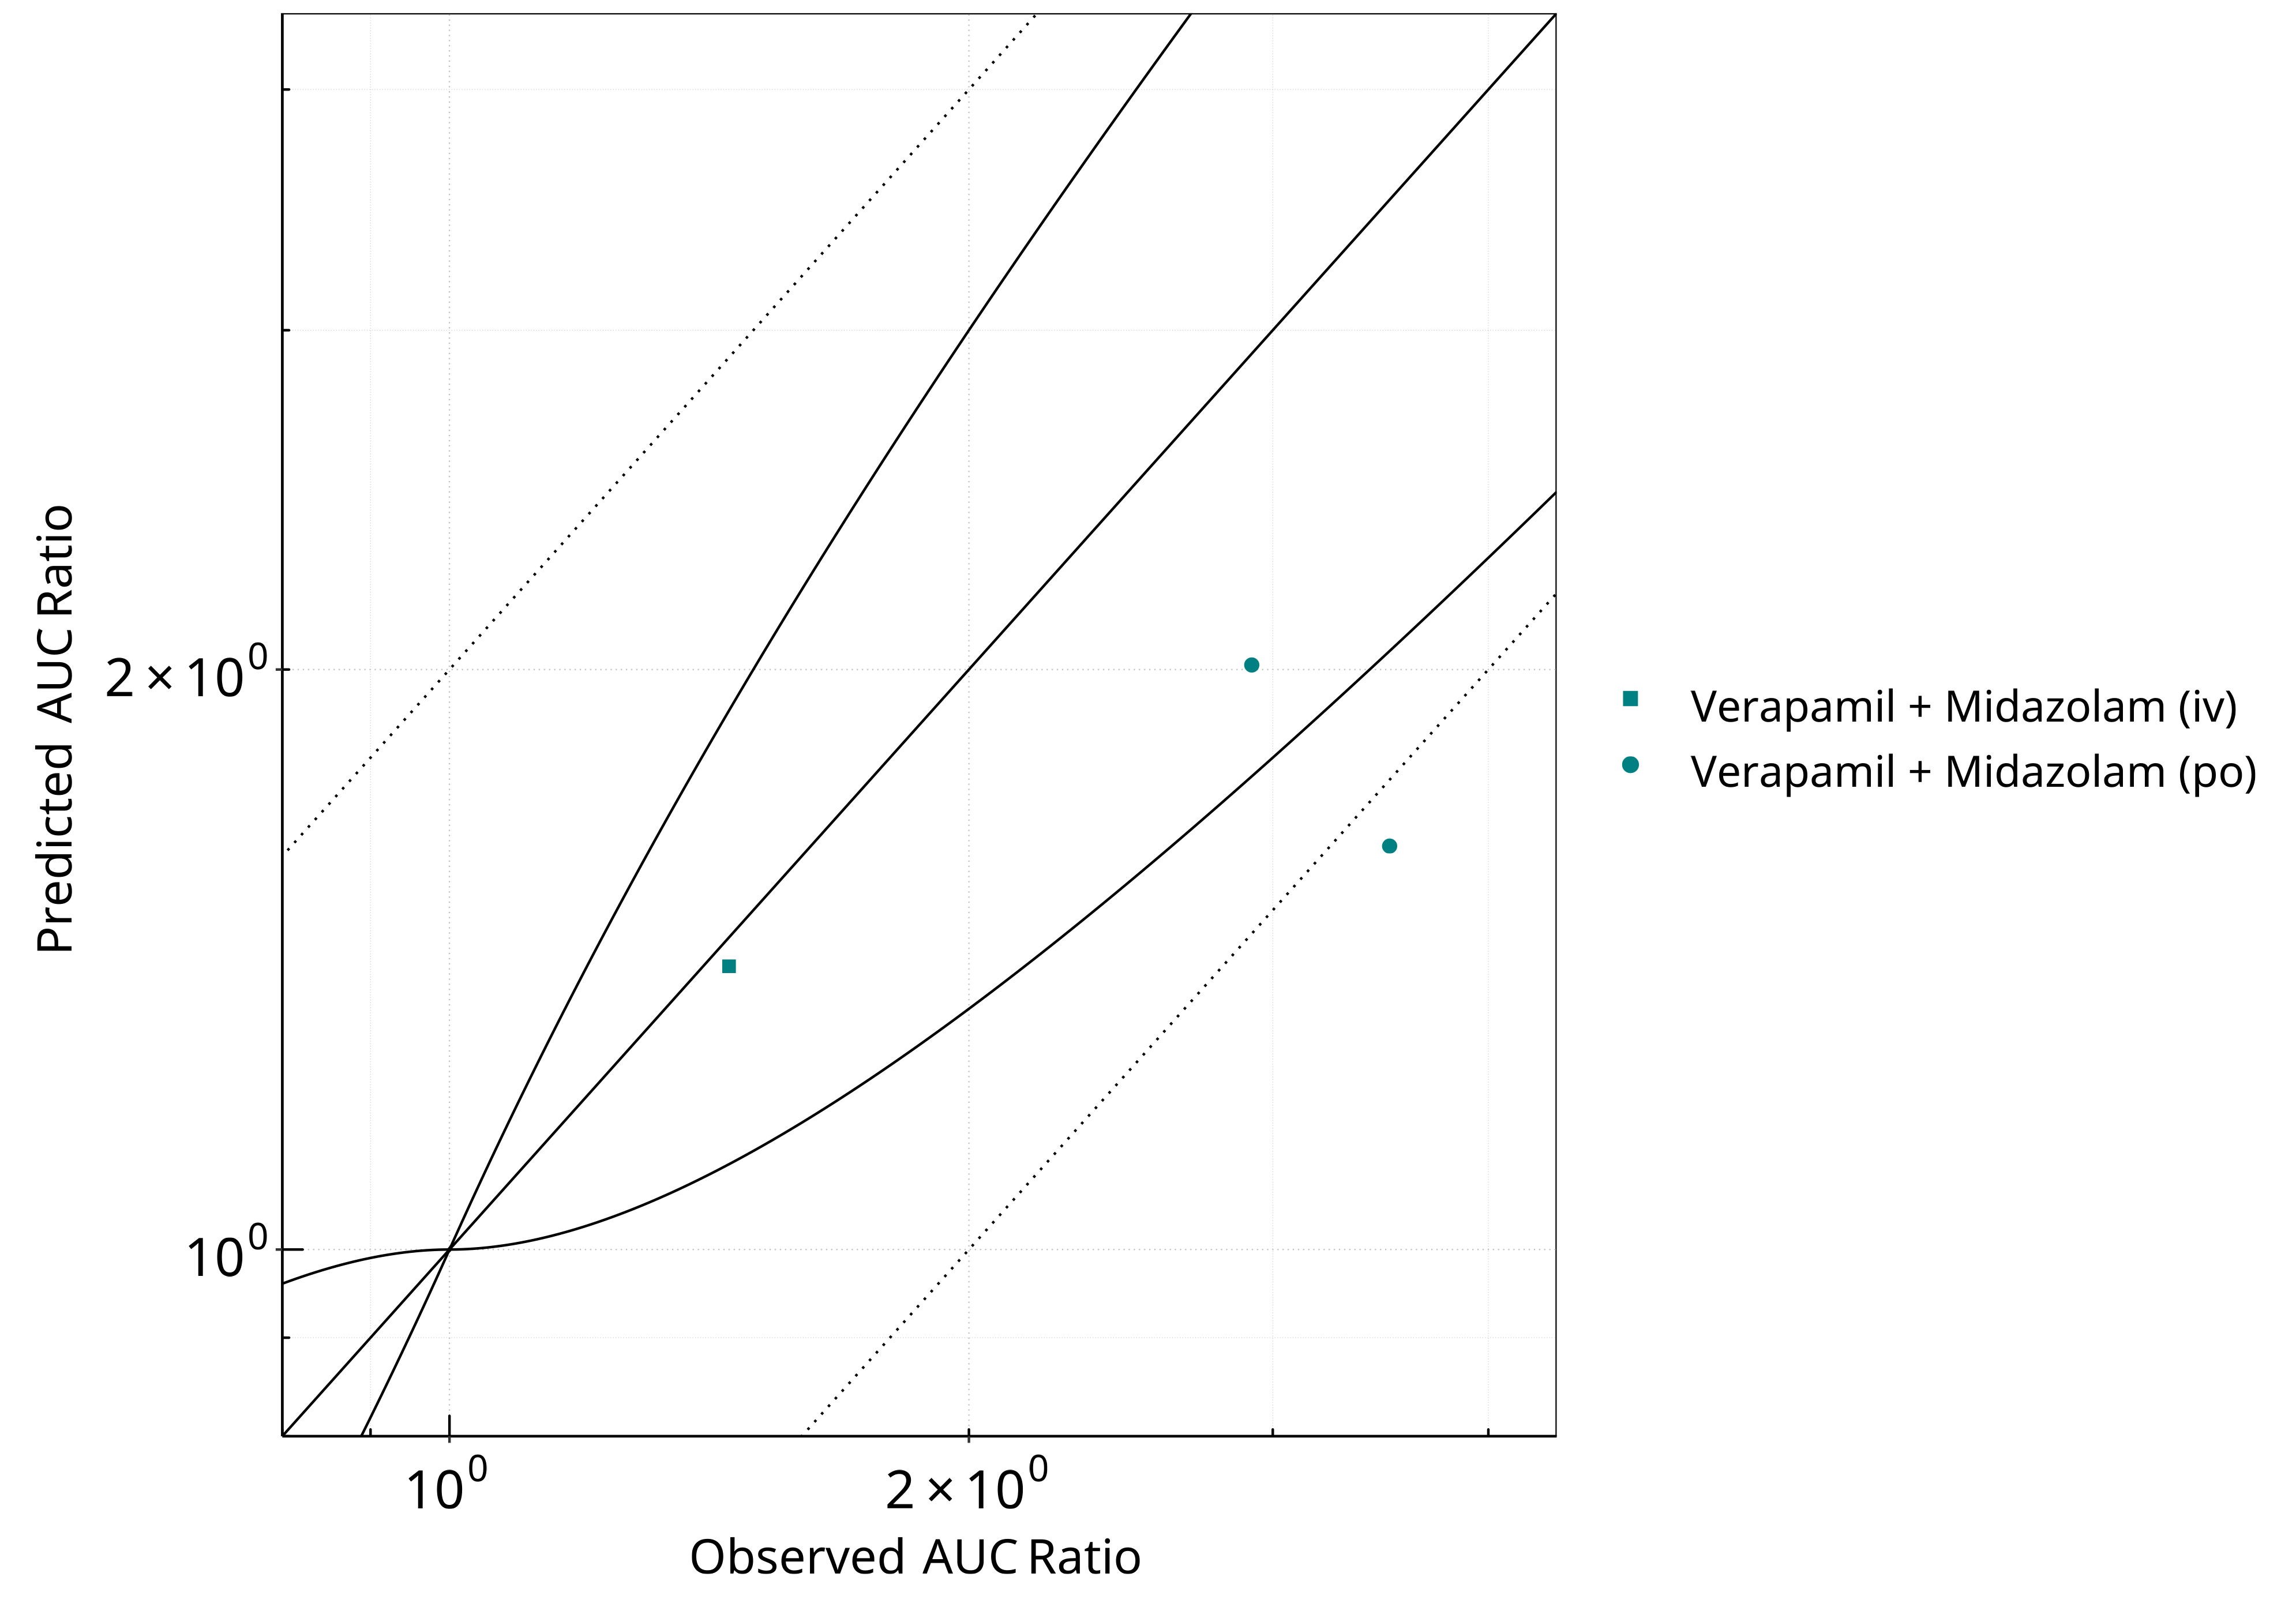 Predicted AUC Ratio
2 × 10⁰
10⁰
10⁰
2 × 10⁰
Observed AUC Ratio
Verapamil + Midazolam (iv)
Verapamil + Midazolam (po)